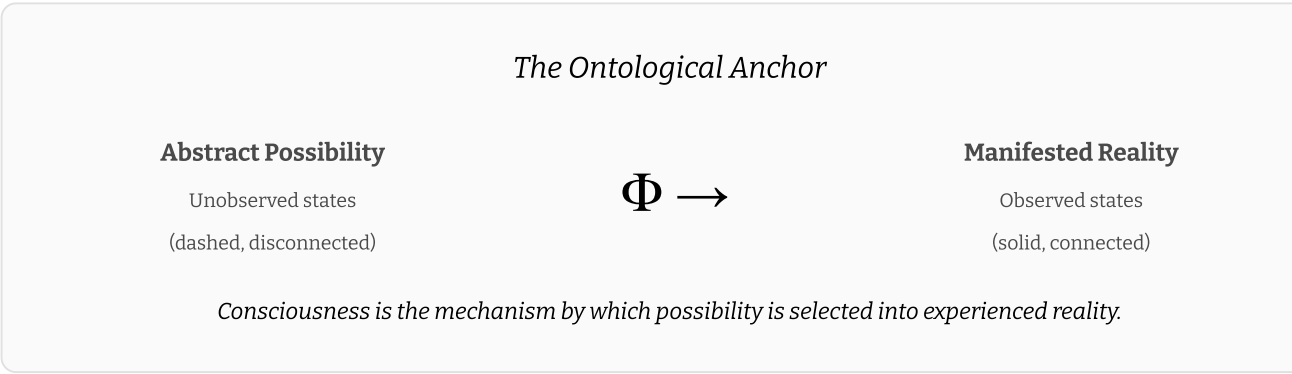 The Ontological Anchor
Abstract Possibility
Unobserved states
(dashed, disconnected)
Φ →
Manifested Reality
Observed states
(solid, connected)
Consciousness is the mechanism by which possibility is selected into experienced reality.